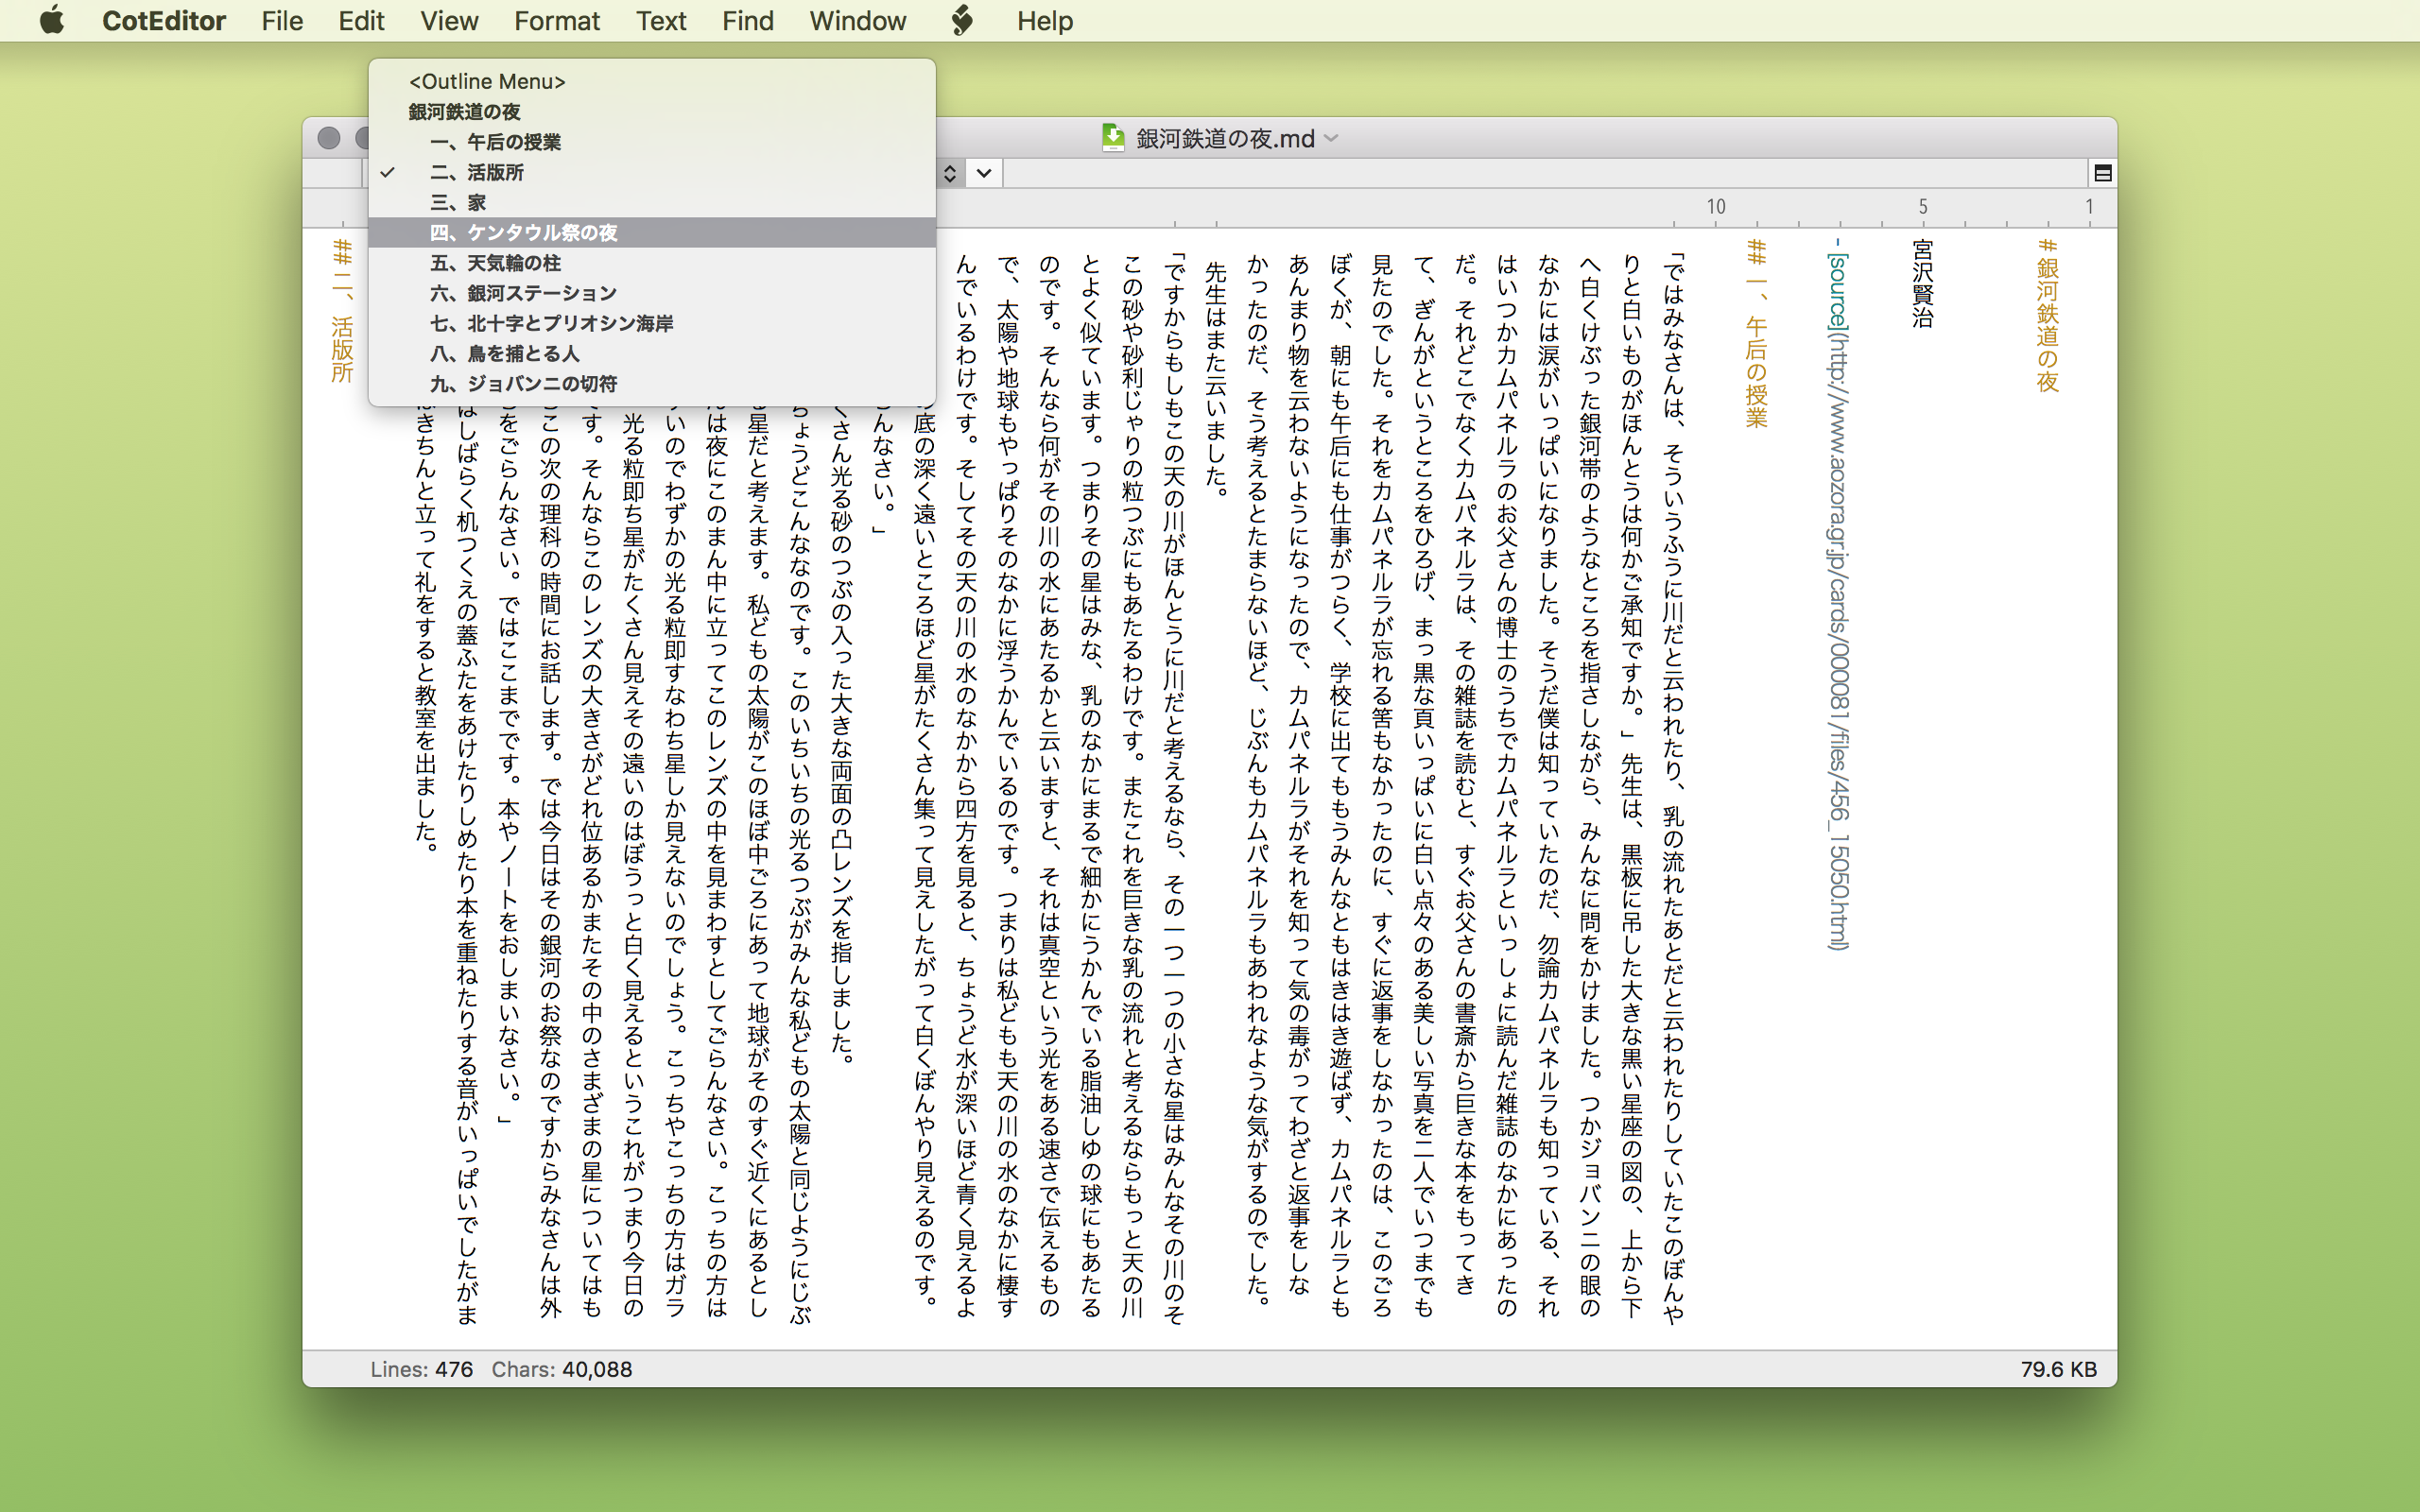 CotEditor File Edit View Format Text Find Window Help
<Outline Menu>
銀河鉄道の夜
一、午后の授業
二、活版所
三、家
四、ケンタウル祭の夜
五、天気輪の柱
六、銀河ステーション
七、北十字とプリオシン海岸
八、鳥を捕とる人
九、ジョバンニの切符
銀河鉄道の夜.md
10 5 1
# 銀河鉄道の夜
宮沢賢治
- [source](http://www.aozora.gr.jp/cards/000081/files/456_15050.html)
## 一、午后の授業
「ではみなさんは、そういうふうに川だと云われたり、乳の流れたあとだと云われたりしていたこのぼんや
りと白いものがほんとうは何かご承知ですか。」先生は、黒板に吊した大きな黒い星座の図の、上から下
へ白くけぶった銀河帯のようなところを指さしながら、みんなに問をかけました。つかジョバンニの眼の
なかには涙がいっぱいになりました。そうだ僕は知っていたのだ、勿論カムパネルラも知っている、それ
はいつかカムパネルラのお父さんの博士のうちでカムパネルラといっしょに読んだ雑誌のなかにあったの
だ。それどこでなくカムパネルラは、その雑誌を読むと、すぐお父さんの書斎から巨きな本をもってき
て、ぎんがというところをひろげ、まっ黒な頁いっぱいに白い点々のある美しい写真を二人でいつまでも
見たのでした。それをカムパネルラが忘れる筈もなかったのに、すぐに返事をしなかったのは、このごろ
ぼくが、朝にも午后にも仕事がつらく、学校に出てももうみんなともはきはき遊ばず、カムパネルラとも
あんまり物を云わないようになったので、カムパネルラがそれを知って気の毒がってわざと返事をしな
かったのだ、そう考えるとたまらないほど、じぶんもカムパネルラもあわれなような気がするのでした。
先生はまた云いました。
「ですからもしもこの天の川がほんとうに川だと考えるなら、その一つ一つの小さな星はみんなその川のそ
この砂や砂利じゃりの粒つぶにもあたるわけです。またこれを巨きな乳の流れと考えるならもっと天の川
とよく似ています。つまりその星はみな、乳のなかにまるで細かにうかんでいる脂油しゆの球にもあたる
のです。そんなら何がその川の水にあたるかと云いますと、それは真空という光をある速さで伝えるもの
で、太陽や地球もやっぱりそのなかに浮うかんでいるのです。つまりは私どもも天の川の水のなかに棲す
んでいるわけです。そしてその天の川の水のなかから四方を見ると、ちょうど水が深いほど青く見えるよ
底の深く遠いところほど星がたくさん集って見えしたがって白くぼんやり見えるのです。
んなさい。」
くさん光る砂のつぶの入った大きな両面の凸レンズを指しました。
ちょうどこんななのです。このいちいちの光るつぶがみんな私どもの太陽と同じようにじぶ
る星だと考えます。私どもの太陽がこのほぼ中ごろにあって地球がそのすぐ近くにあるとし
は夜にこのまん中に立ってこのレンズの中を見まわすとしてごらんなさい。こっちの方は
いのでわずかの光る粒即すなわち星しか見えないのでしょう。こっちやこっちの方はガラ
光る粒即ち星がたくさん見えその遠いのはぼうっと白く見えるというこれがつまり今日の
す。そんならこのレンズの大きさがどれ位あるかまたその中のさまざまの星についてはも
この次の理科の時間にお話します。では今日はその銀河のお祭なのですからみなさんは外
をごらんなさい。ではここまでです。本やノートをおしまいなさい。」
はしばらく机つくえの蓋ふたをあけたりしめたり本を重ねたりする音がいっぱいでしたがま
きちんと立って礼をすると教室を出ました。
## 二、活版所
Lines: 476 Chars: 40,088
79.6 KB